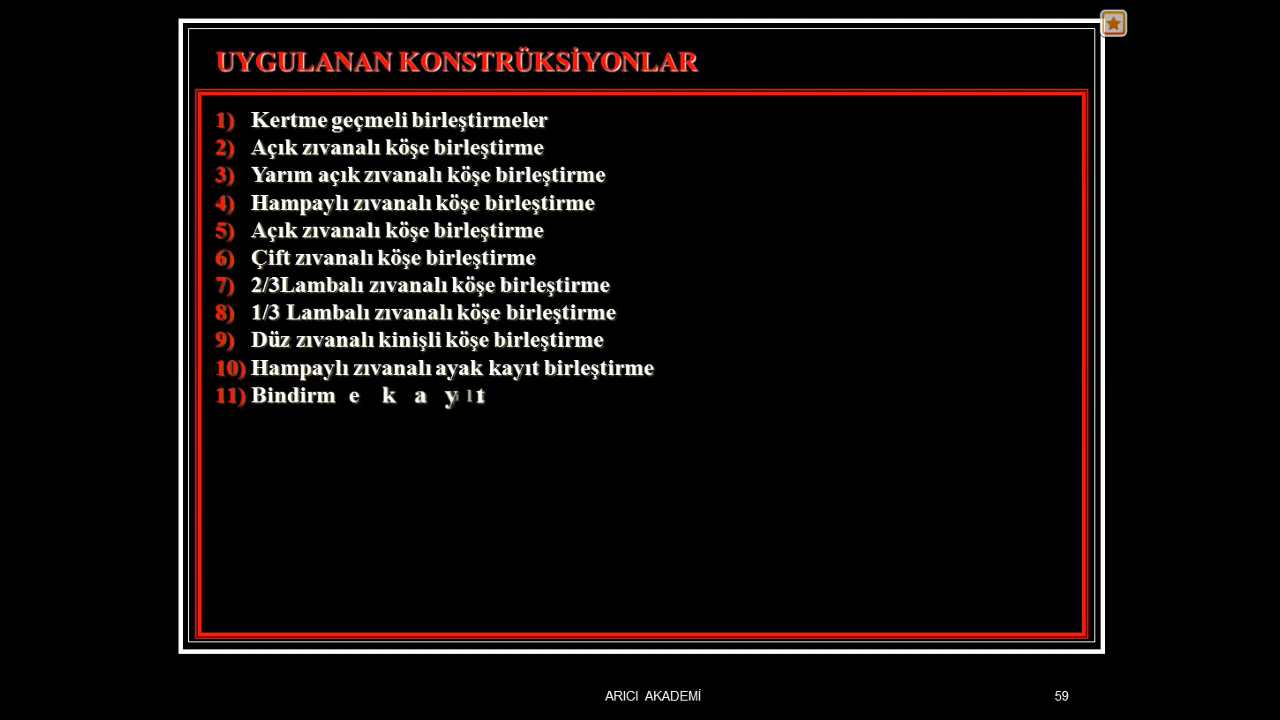 UYGULANAN KONSTRÜKSİYONLAR
1) Kertme geçmeli birleştirmeler
2) Açık zıvanalı köşe birleştirme
3) Yarım açık zıvanalı köşe birleştirme
4) Hampaylı zıvanalı köşe birleştirme
5) Açık zıvanalı köşe birleştirme
6) Çift zıvanalı köşe birleştirme
7) 2/3Lambalı zıvanalı köşe birleştirme
8) 1/3 Lambalı zıvanalı köşe birleştirme
9) Düz zıvanalı kinişli köşe birleştirme
10) Hampaylı zıvanalı ayak kayıt birleştirme
11) Bindirme
ARICI AKADEMİ
59